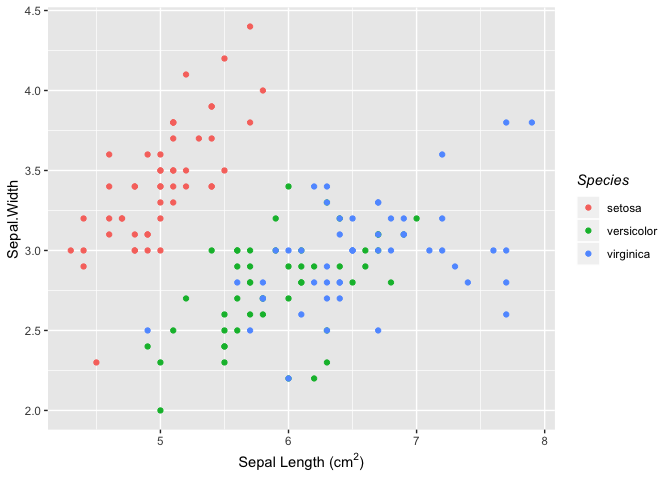 4.5
4.0
3.5
3.0
2.5
2.0
Sepal.Width
5
6
7
8
Sepal Length (cm²)
Species
setosa
versicolor
virginica